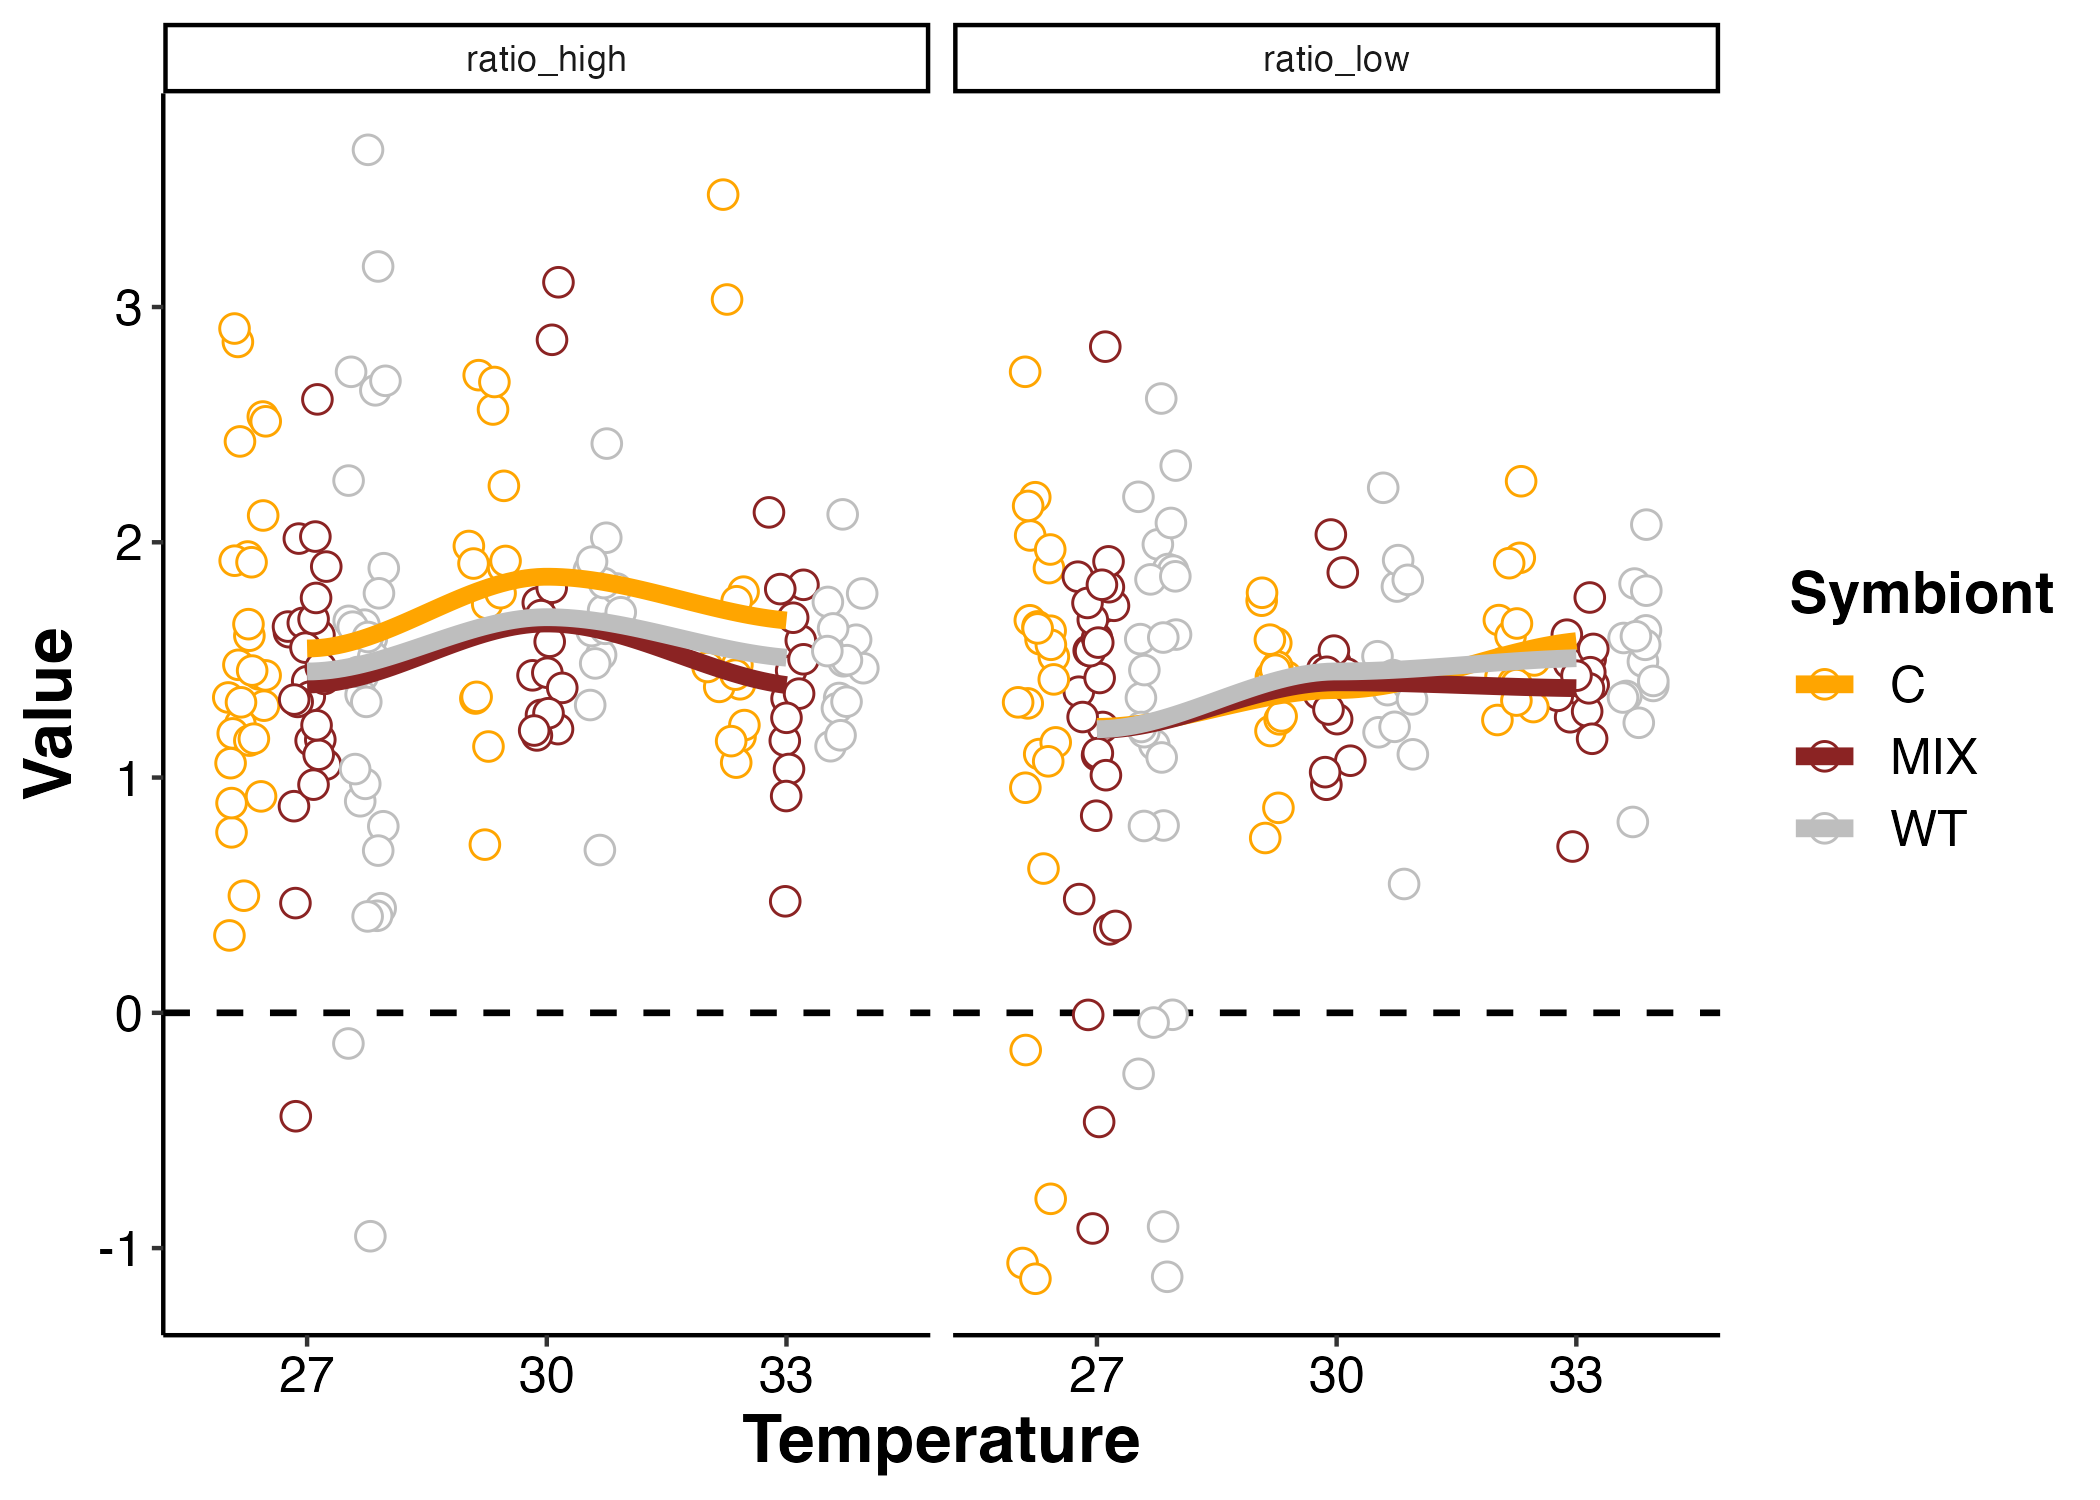 ratio_high
ratio_low
3
2
1
0
-1
Value
27
30
33
27
30
33
Temperature
Symbiont
C
MIX
WT